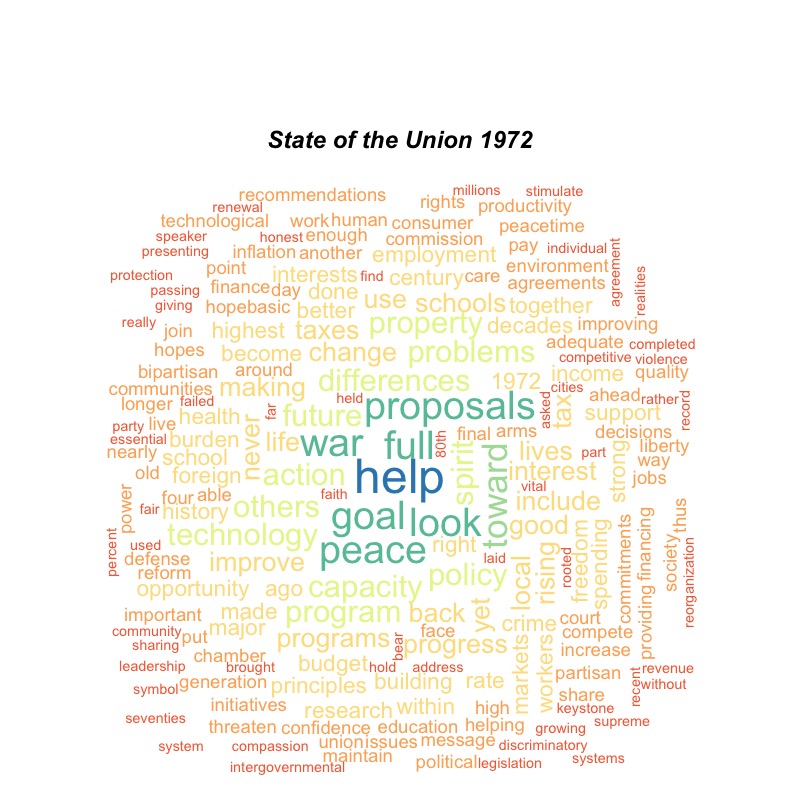 State of the Union 1972
millions stimulate
recommendations rights
renewal productivity
technological work human consumer peacetime
speaker honest enough commission pay individual
presenting inflation another employment environment agreement
point interests find century care agreements realities
protection finance day done use schools together
passing
giving hope basic better property decades improving
really join highest taxes adequate completed
hopes become change problems competitive violence
bipartisan around differences 1972 income quality
communities making held cities ahead rather
longer failed far future proposals asked tax support record
party live health war full 80th final arms decisions
essential burden never life spirit toward lives part liberty
nearly school way
old foreign action help interest strong jobs
power four able faith vital include
fair history others goal look good thus
percent used technology peace right freedom spending commitments financing society
defense improve laid local rising rooted
reform policy reorganization
opportunity ago capacity
important made program back yet crime court providing
community put major face compete
sharing programs bear progress markets workers increase
chamber budget hold address partisan revenue
leadership brought
symbol generation principles building rate share recent without
initiatives research within high keystone
seventies threaten confidence education helping growing supreme
system compassion union issues message discriminatory
maintain systems
intergovernmental political legislation